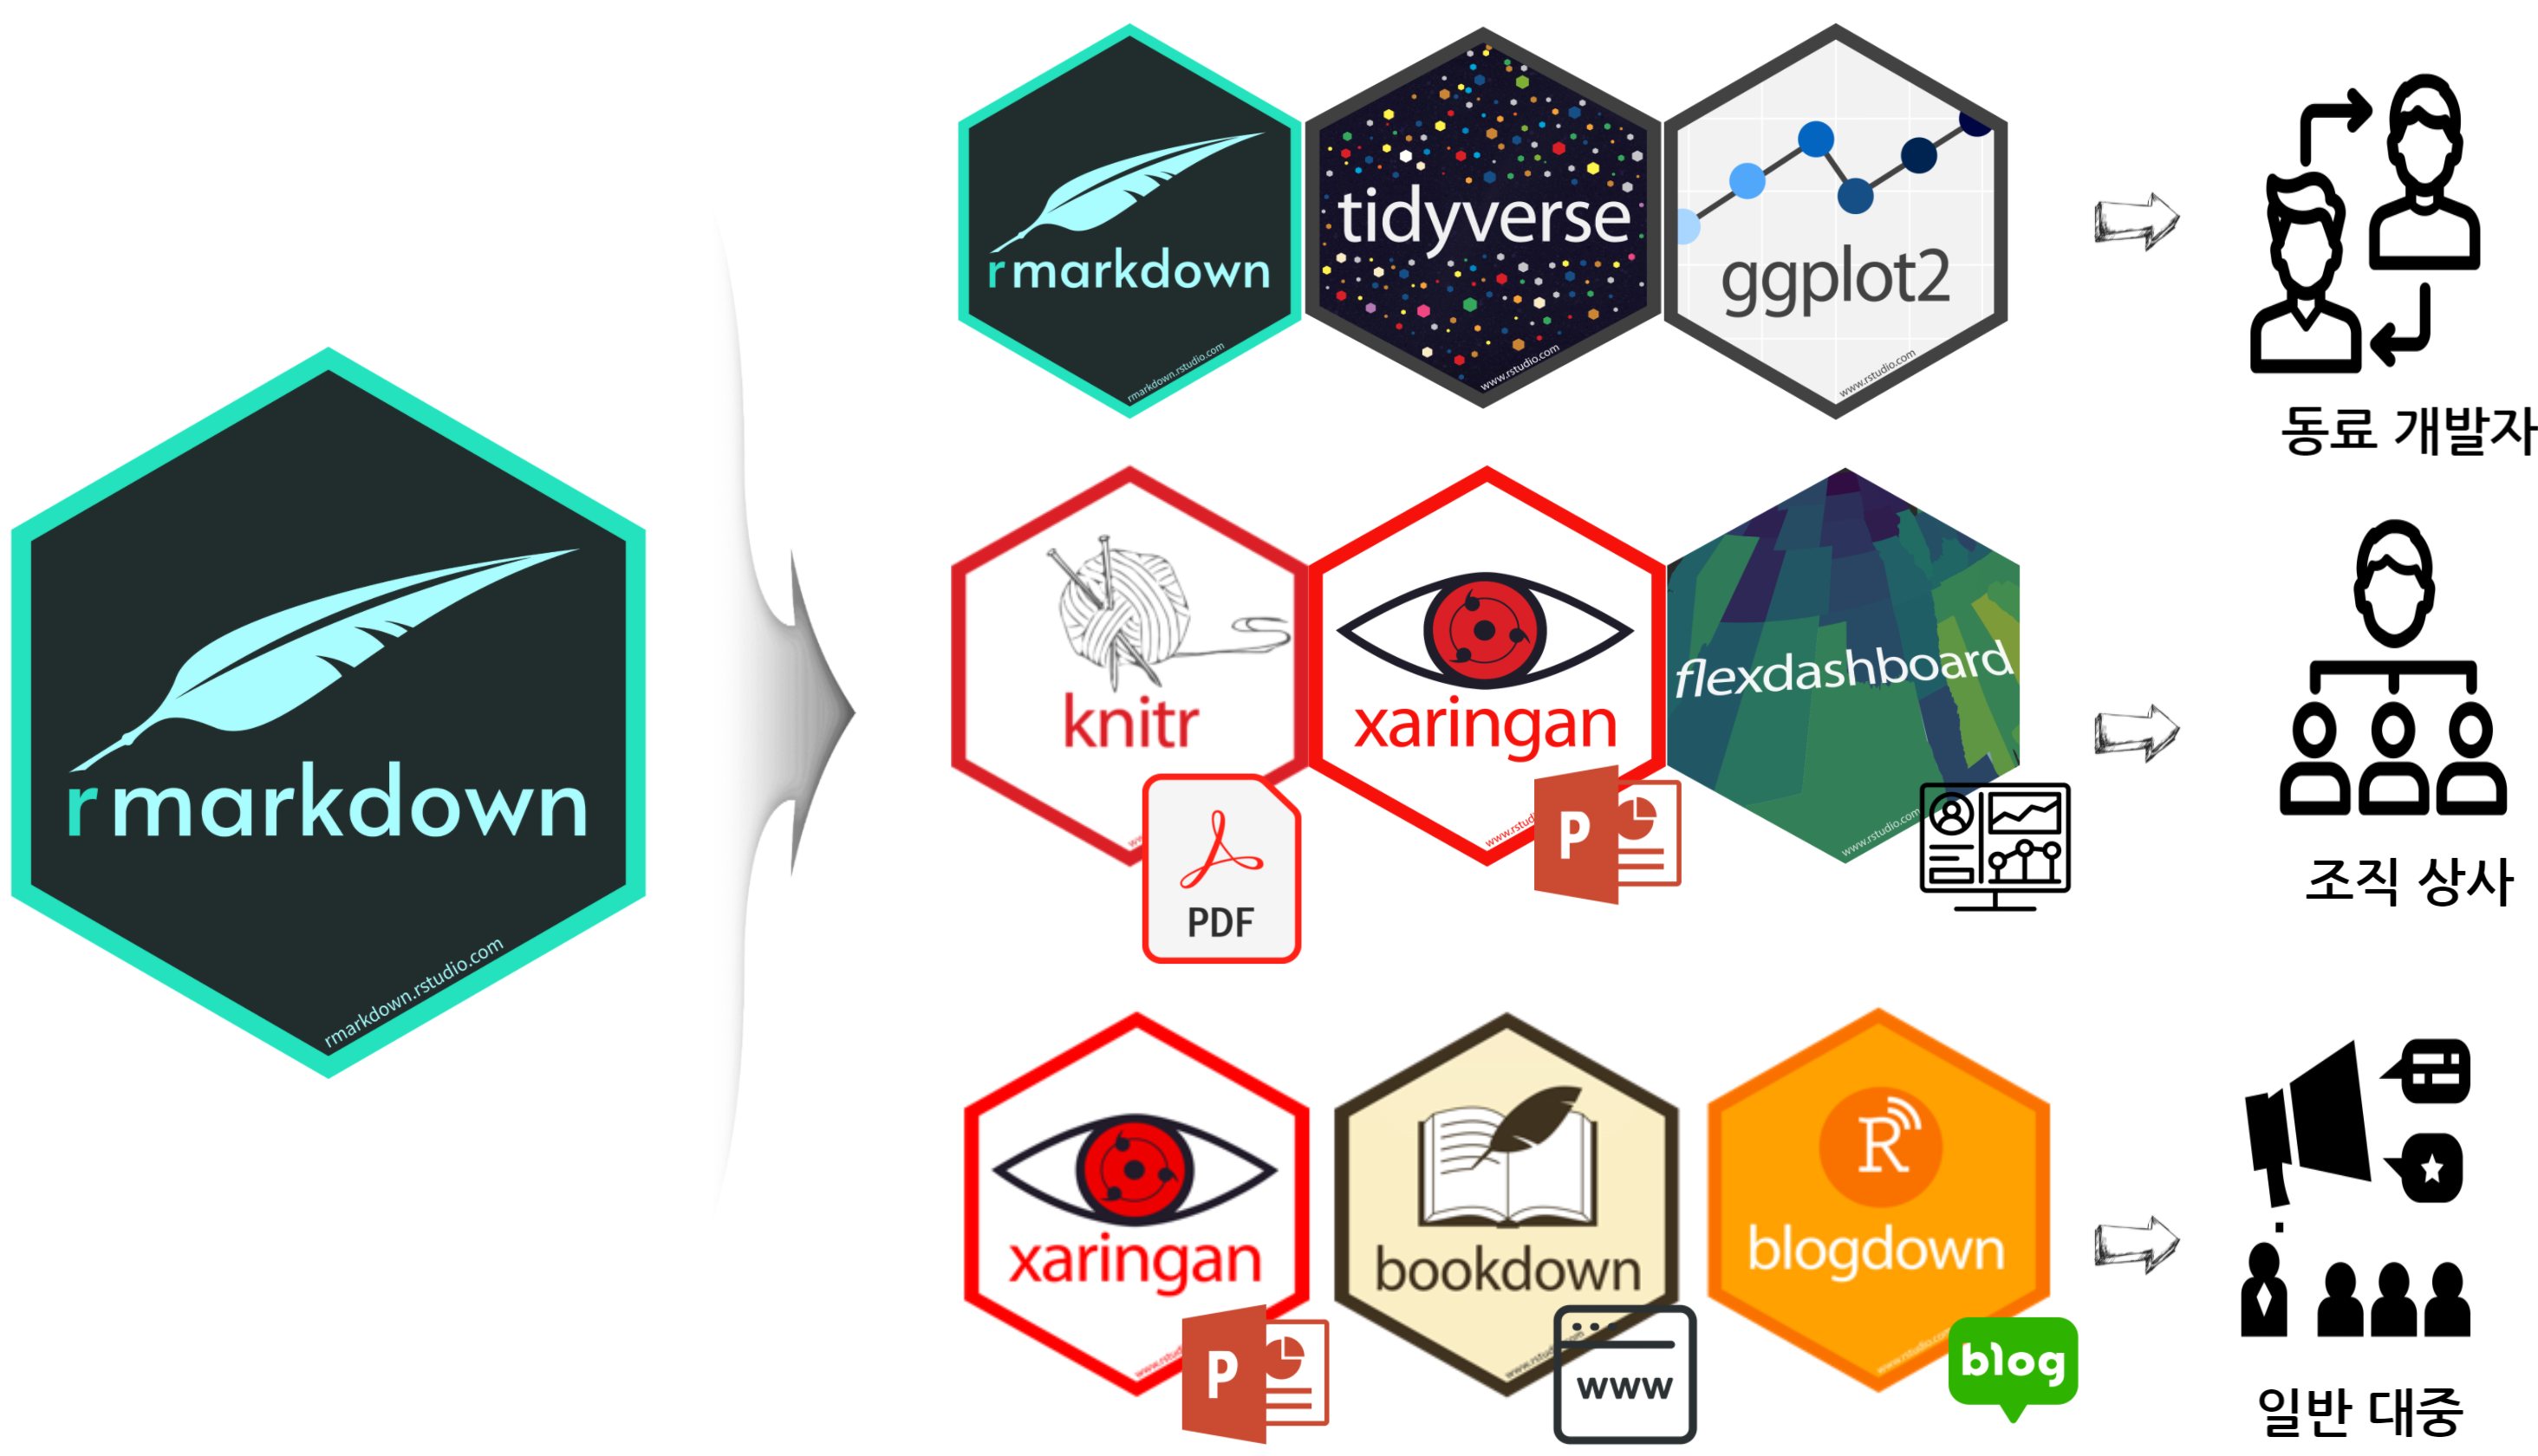 rmarkdown
rmarkdown.rstudio.com
rmarkdown
rmarkdown.rstudio.com
tidyverse
www.rstudio.com
ggplot2
www.rstudio.com
동료 개발자
knitr
PDF
xaringan
P
flexdashboard
www.rstudio.com
조직 상사
xaringan
P
bookdown
www
R
blogdown
blog
일반 대중